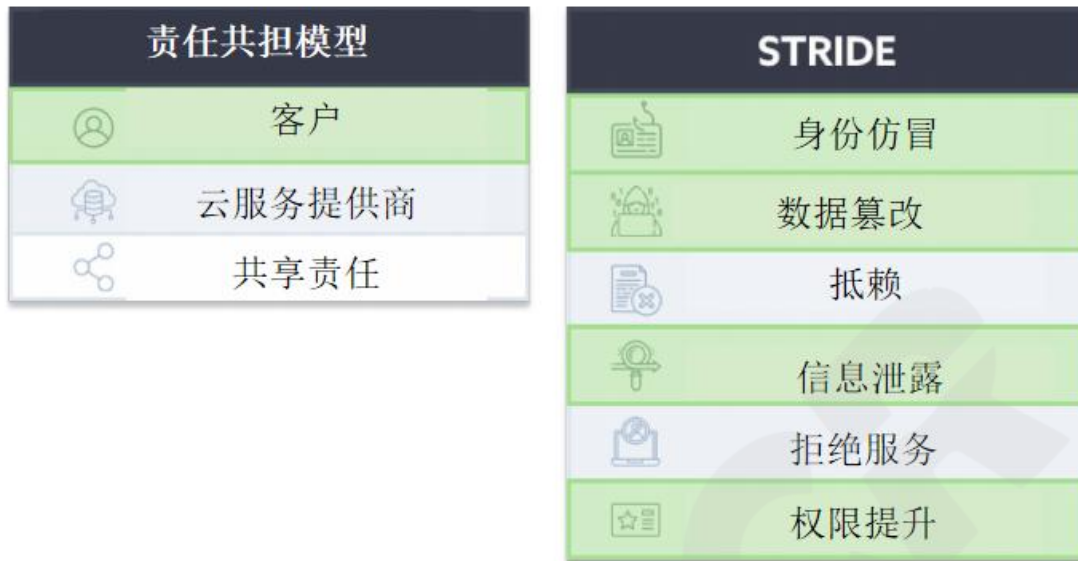 责任共担模型
客户
云服务提供商
共享责任
STRIDE
身份仿冒
数据篡改
抵赖
信息泄露
拒绝服务
权限提升